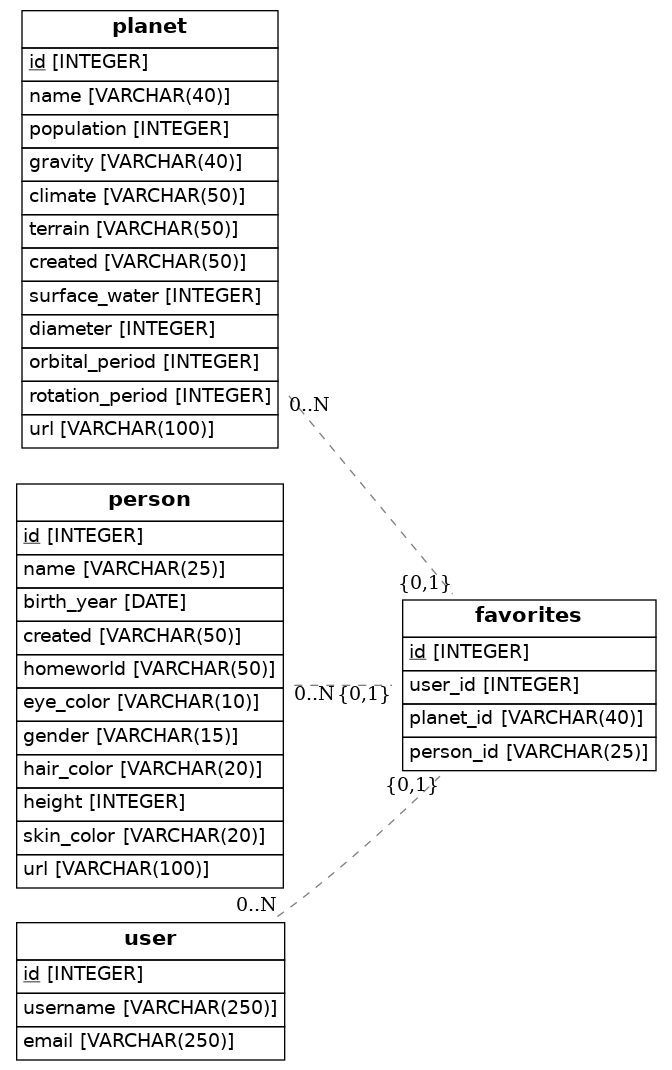 planet
id [INTEGER]
name [VARCHAR(40)]
population [INTEGER]
gravity [VARCHAR(40)]
climate [VARCHAR(50)]
terrain [VARCHAR(50)]
created [VARCHAR(50)]
surface_water [INTEGER]
diameter [INTEGER]
orbital_period [INTEGER]
rotation_period [INTEGER]
url [VARCHAR(100)]
0..N
{0,1}
person
id [INTEGER]
name [VARCHAR(25)]
birth_year [DATE]
created [VARCHAR(50)]
homeworld [VARCHAR(50)]
eye_color [VARCHAR(10)]
gender [VARCHAR(15)]
hair_color [VARCHAR(20)]
height [INTEGER]
skin_color [VARCHAR(20)]
url [VARCHAR(100)]
0..N {0,1}
favorites
id [INTEGER]
user_id [INTEGER]
planet_id [VARCHAR(40)]
person_id [VARCHAR(25)]
{0,1}
0..N
user
id [INTEGER]
username [VARCHAR(250)]
email [VARCHAR(250)]